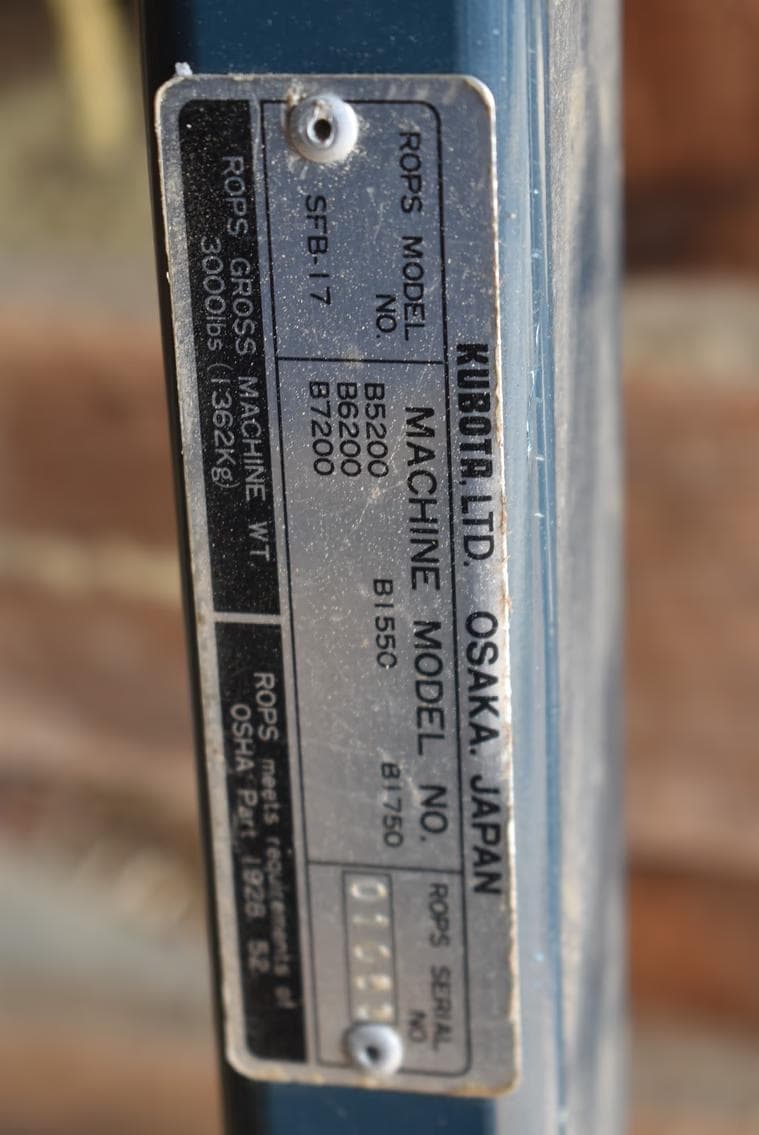 KUBOTA, LTD. OSAKA. JAPAN
ROPS MODEL NO.
SFB-17
MACHINE MODEL NO.
B5200 B1550 B1750
B6200
B7200
ROPS SERIAL NO.
ROPS GROSS MACHINE WT.
3000lbs (1362Kg)
ROPS meets requirements of
OSHA Part 1928 52